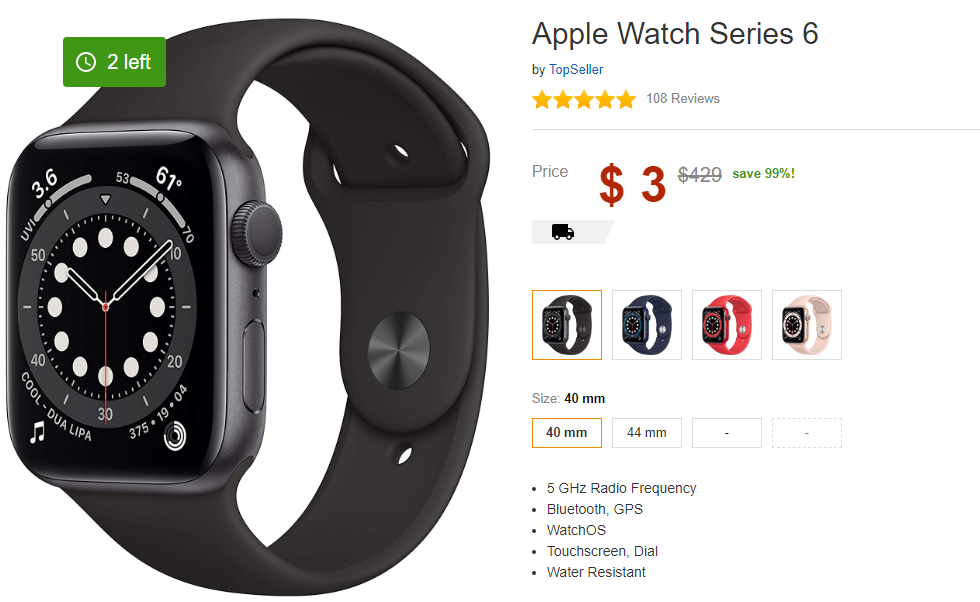 2 left
3.6
53
61°
UVI
70
50
10
40
20
30
COOL - DUA LIPA
375 • 19 • 04
Apple Watch Series 6
by TopSeller
108 Reviews
Price
$ 3
$429
save 99%!
Size: 40 mm
40 mm
44 mm
-
-
• 5 GHz Radio Frequency
• Bluetooth, GPS
• WatchOS
• Touchscreen, Dial
• Water Resistant